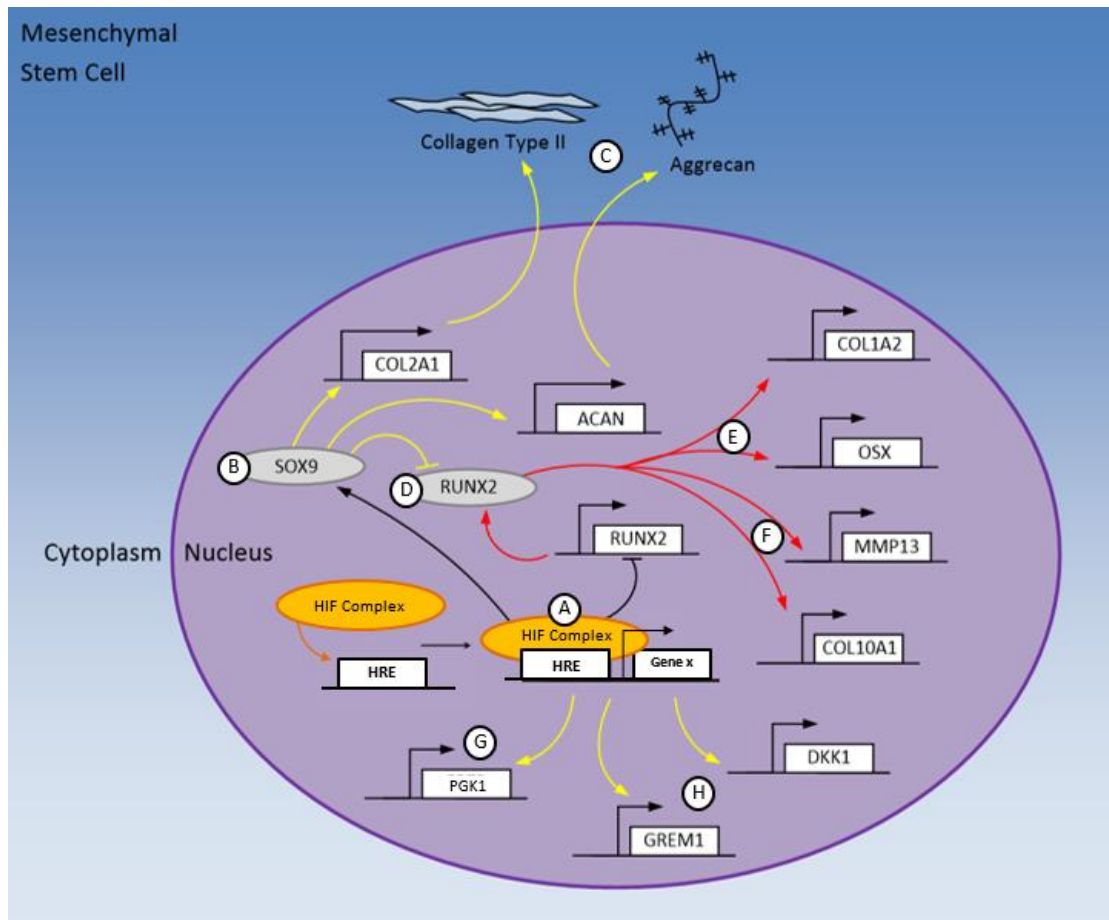 Mesenchymal
Stem Cell
Collagen Type II
C
Aggrecan
COL2A1
COL1A2
ACAN
E
OSX
B
SOX9
D
RUNX2
RUNX2
F
MMP13
Cytoplasm
Nucleus
HIF Complex
A
HIF Complex
COL10A1
HRE
HRE
Gene x
G
DKK1
PGK1
H
GREM1